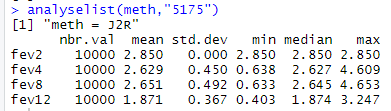 > analyselist(meth,"5175")
[1] "meth = J2R"
nbr.val mean std.dev min median max
fev2 10000 2.850 0.000 2.850 2.850 2.850
fev4 10000 2.629 0.450 0.638 2.627 4.609
fev8 10000 2.651 0.492 0.633 2.645 4.653
fev12 10000 1.871 0.367 0.403 1.874 3.247